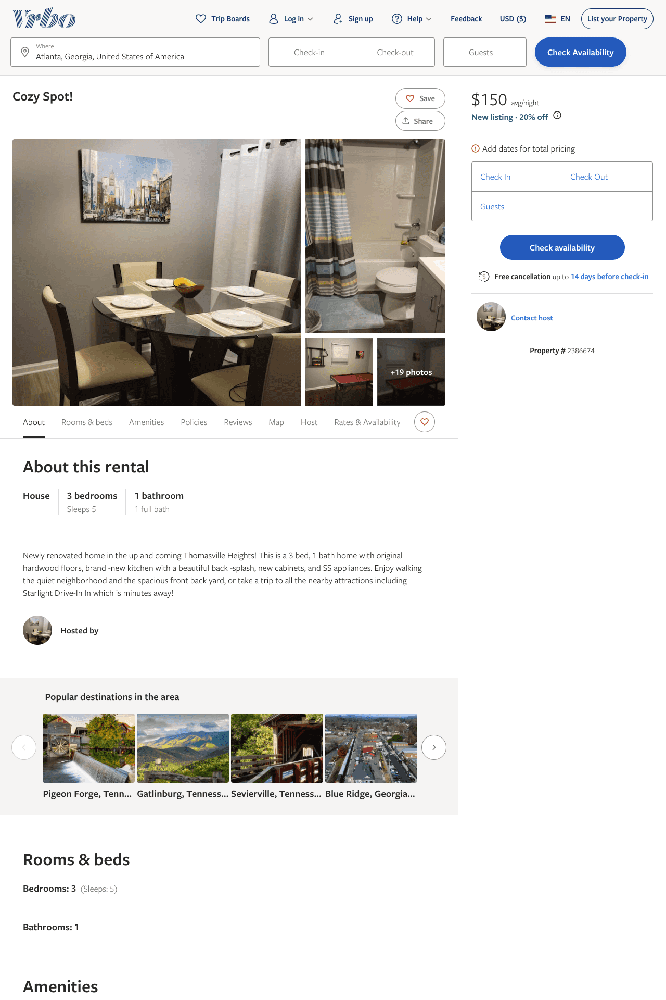 Vrbo
Trip Boards
Log in
Sign up
Help
Feedback
USD ($)
EN
List your Property
Where
Atlanta, Georgia, United States of America
Check-in
Check-out
Guests
Check Availability
Cozy Spot!
Save
Share
+19 photos
$150 avg/night
New listing · 20% off
Add dates for total pricing
Check In
Check Out
Guests
Check availability
Free cancellation up to 14 days before check-in
Contact host
Property # 2386674
About
Rooms & beds
Amenities
Policies
Reviews
Map
Host
Rates & Availability
About this rental
House
3 bedrooms
Sleeps 5
1 bathroom
1 full bath
Newly renovated home in the up and coming Thomasville Heights! This is a 3 bed, 1 bath home with original
hardwood floors, brand -new kitchen with a beautiful back -splash, new cabinets, and SS appliances. Enjoy walking
the quiet neighborhood and the spacious front back yard, or take a trip to all the nearby attractions including
Starlight Drive-In In which is minutes away!
Hosted by
Popular destinations in the area
Pigeon Forge, Tenn...
Gatlinburg, Tenness...
Sevierville, Tenness...
Blue Ridge, Georgia...
Rooms & beds
Bedrooms: 3 (Sleeps: 5)
Bathrooms: 1
Amenities